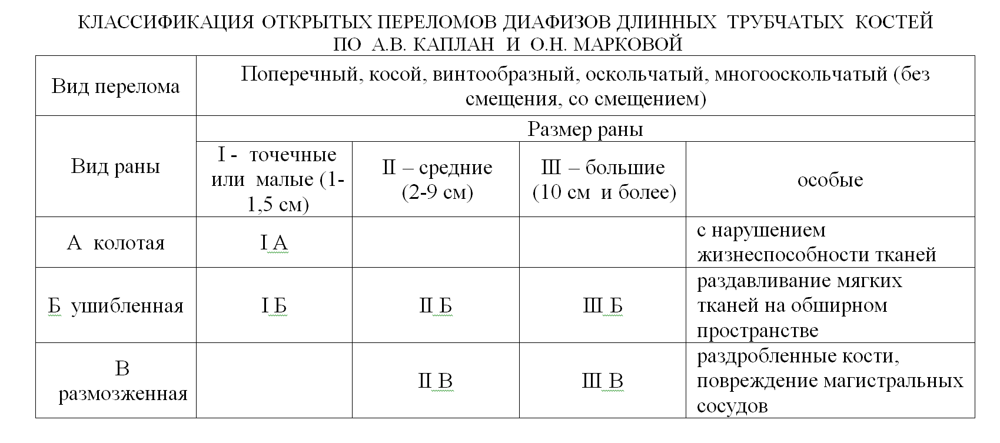 КЛАССИФИКАЦИЯ ОТКРЫТЫХ ПЕРЕЛОМОВ ДИАФИЗОВ ДЛИННЫХ ТРУБЧАТЫХ КОСТЕЙ
ПО А.В. КАПЛАН И О.Н. МАРКОВОЙ
Вид перелома
Поперечный, косой, винтообразный, оскольчатый, многооскольчатый (без
смещения, со смещением)
Вид раны
Размер раны
I - точечные
или малые (1-
1,5 см)
II – средние
(2-9 см)
III – большие
(10 см и более)
особые
А колотая
I А
с нарушением
жизнеспособности тканей
Б ушибленная
I Б
II Б
III Б
раздавливание мягких
тканей на обширном
пространстве
В
размозженная
II В
III В
раздробленные кости,
повреждение магистральных
сосудов